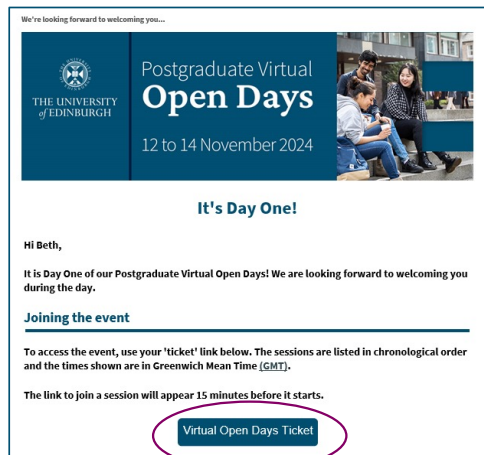 We're looking forward to welcoming you...
THE UNIVERSITY
of EDINBURGH
Postgraduate Virtual
Open Days
12 to 14 November 2024
It's Day One!
Hi Beth,
It is Day One of our Postgraduate Virtual Open Days! We are looking forward to welcoming you
during the day.
Joining the event
To access the event, use your 'ticket' link below. The sessions are listed in chronological order
and the times shown are in Greenwich Mean Time (GMT).
The link to join a session will appear 15 minutes before it starts.
Virtual Open Days Ticket